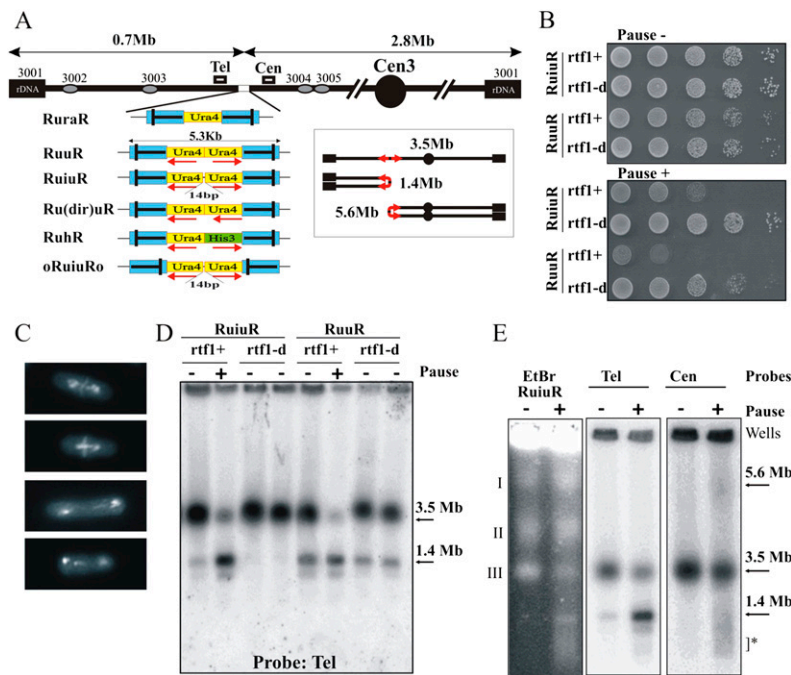 A
0.7Mb 2.8Mb
Tel Cen Cen3
3001 3002 3003 3004 3005 3001
rDNA rDNA
RuraR Ura4
5.3Kb
RuuR Ura4 Ura4
RuiuR Ura4 Ura4
14bp
Ru(dir)uR Ura4 Ura4
RuhR Ura4 His3
oRuiuRo Ura4 Ura4
14bp
3.5Mb
1.4Mb
5.6Mb
B
Pause -
RuiuR rtf1+
rtf1-d
RuuR rtf1+
rtf1-d
Pause +
RuiuR rtf1+
rtf1-d
RuuR rtf1+
rtf1-d
C
D
RuiuR RuuR
rtf1+ rtf1-d rtf1+ rtf1-d
- + - - - + - - Pause
3.5 Mb
1.4 Mb
Probe: Tel
E
EtBr Tel Cen Probes
RuiuR
- + - + - + Pause
Wells
I 5.6 Mb
II
III 3.5 Mb
1.4 Mb
]*